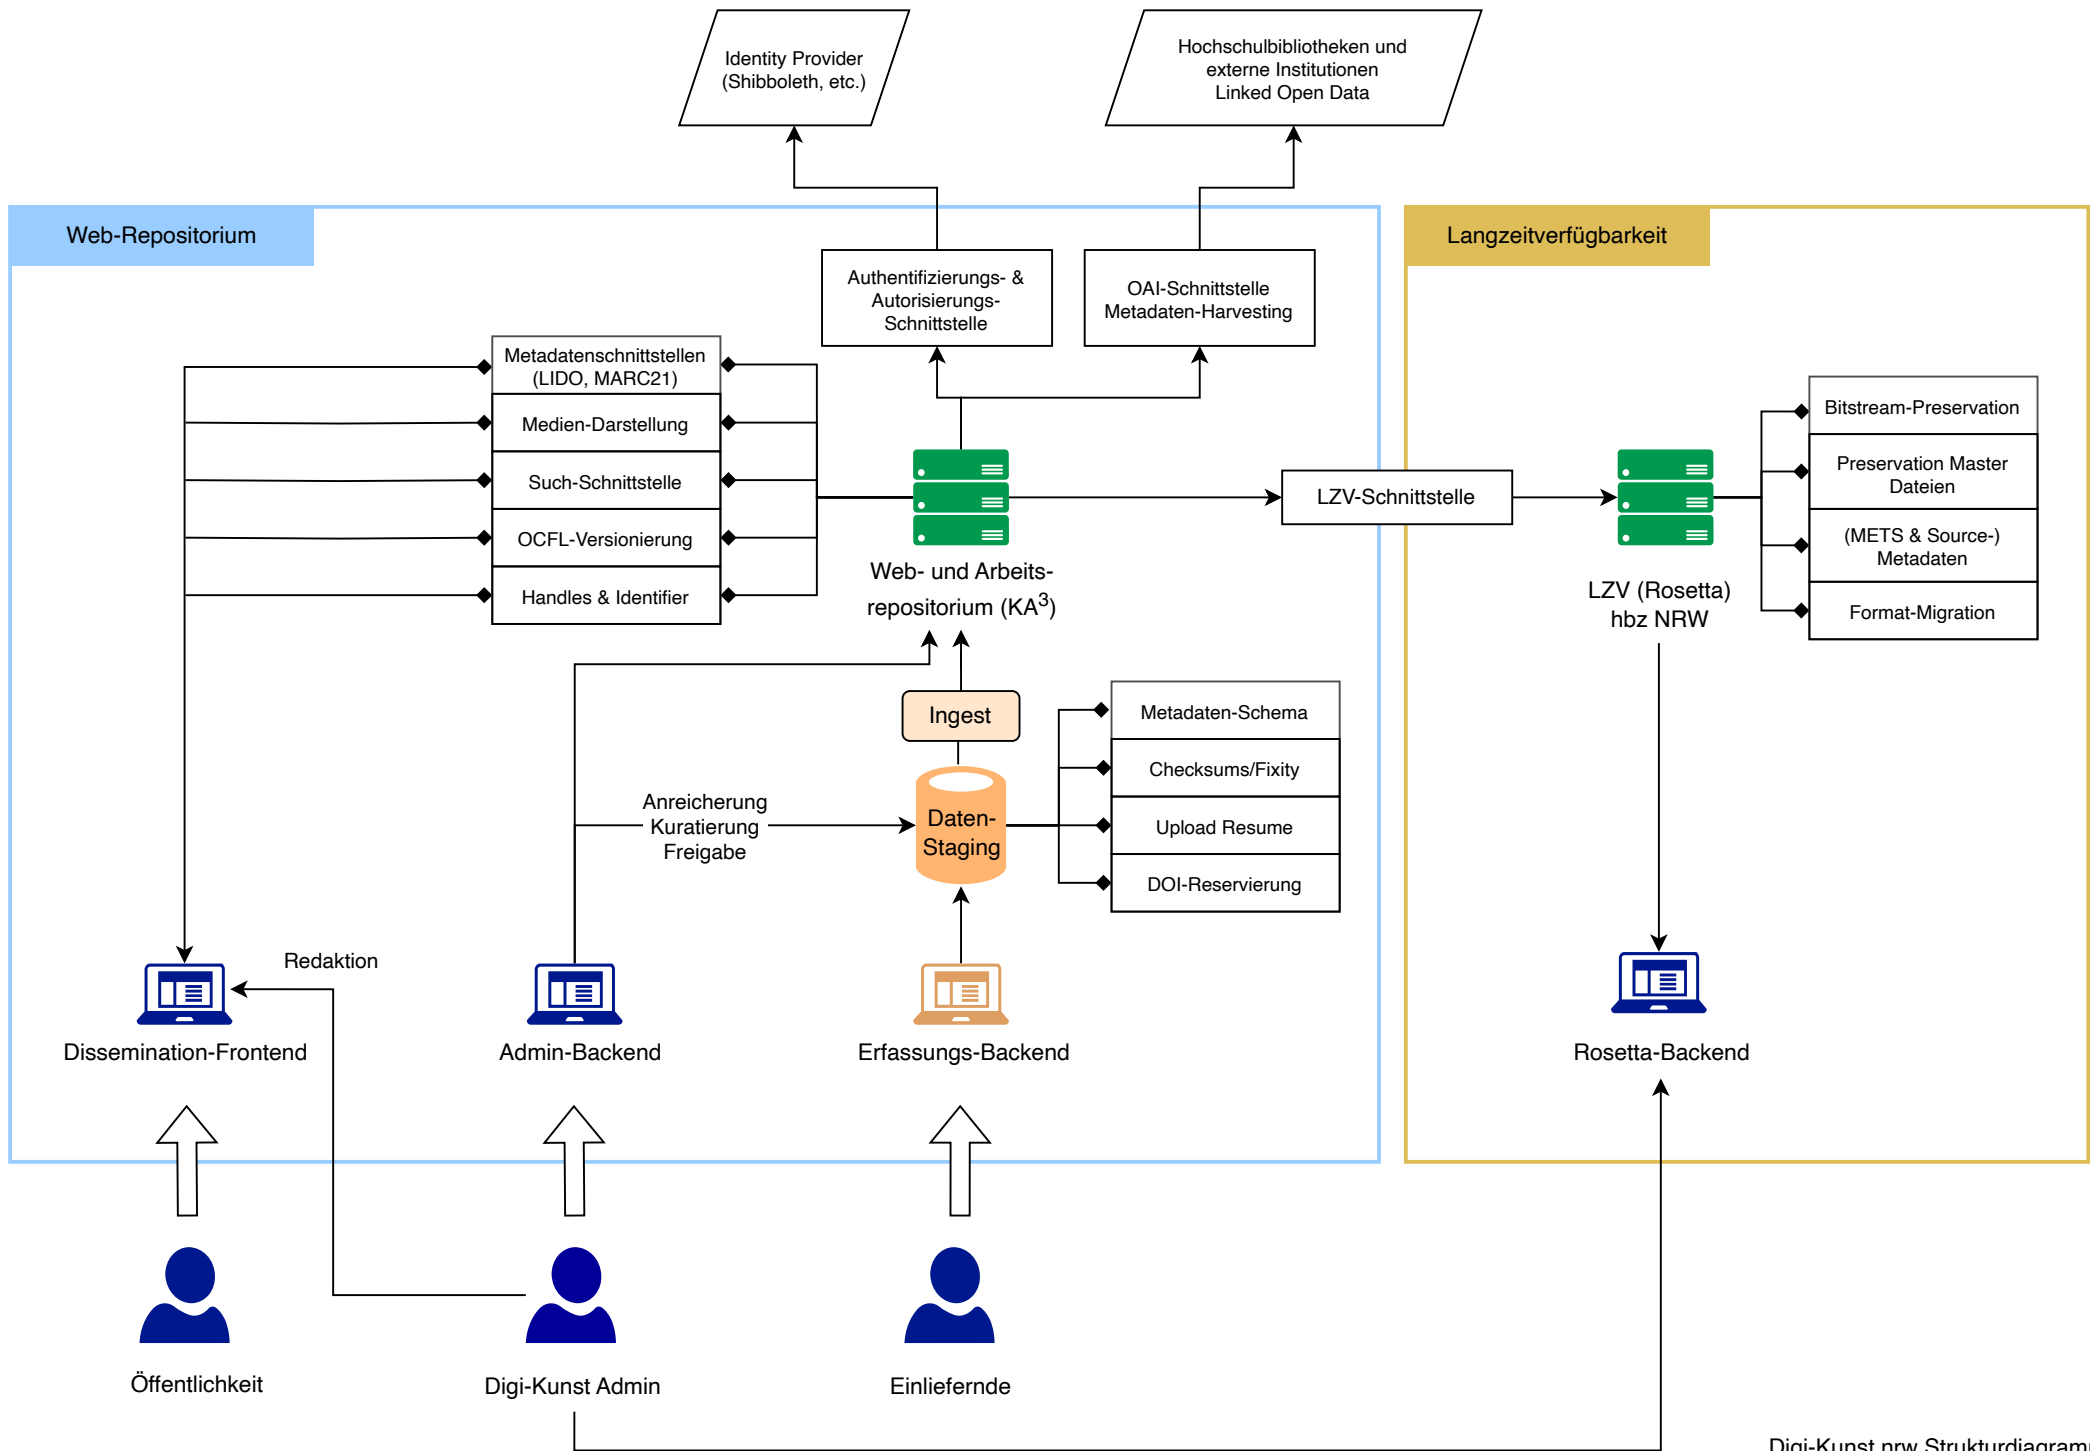 Identity Provider
(Shibboleth, etc.)
Hochschulbibliotheken und
externe Institutionen
Linked Open Data
Web-Repositorium
Langzeitverfügbarkeit
Authentifizierungs- &
Autorisierungs-
Schnittstelle
OAI-Schnittstelle
Metadaten-Harvesting
Metadatenschnittstellen
(LIDO, MARC21)
Medien-Darstellung
Such-Schnittstelle
OCFL-Versionierung
Handles & Identifier
Web- und Arbeits-
repositorium (KA³)
LZV-Schnittstelle
LZV (Rosetta)
hbz NRW
Bitstream-Preservation
Preservation Master
Dateien
(METS & Source-)
Metadaten
Format-Migration
Ingest
Anreicherung
Kuratierung
Freigabe
Daten-
Staging
Metadaten-Schema
Checksums/Fixity
Upload Resume
DOI-Reservierung
Redaktion
Dissemination-Frontend
Admin-Backend
Erfassungs-Backend
Rosetta-Backend
Öffentlichkeit
Digi-Kunst Admin
Einliefernde
Digi-Kunst.nrw Strukturdiagram